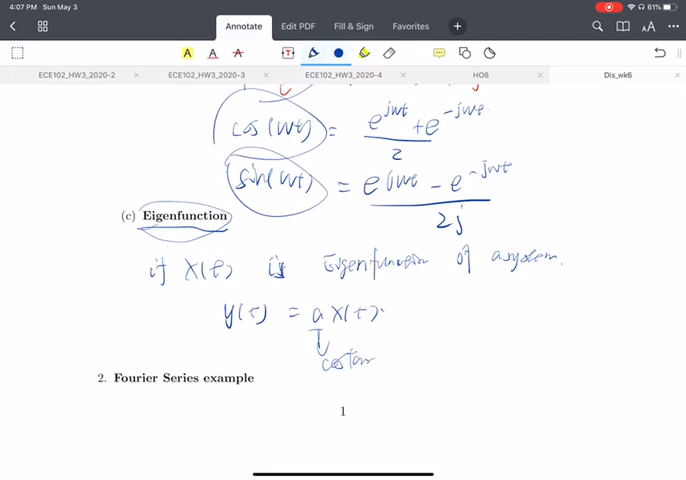 4:07 PM Sun May 3
61%
Annotate Edit PDF Fill & Sign Favorites
ECE102_HW3_2020-2 ECE102_HW3_2020-3 ECE102_HW3_2020-4 HO8 Dis_wk6
cos(wt) = e^jwt + e^-jwt / 2
sin(wt) = e^jwt - e^-jwt / 2j
(c) Eigenfunction
if x(t) is Eigenfunction of a system.
y(t) = a x(t).
2. Fourier Series example
1